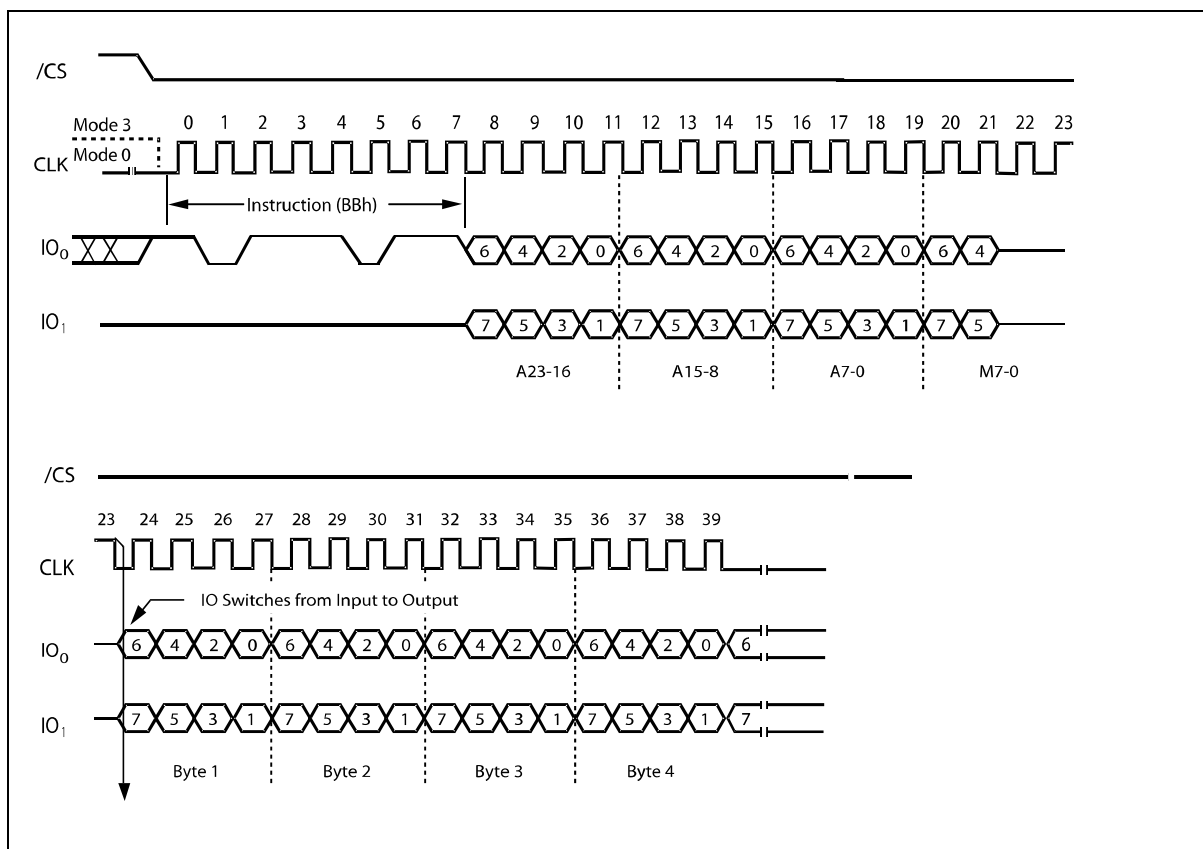 /CS
0 1 2 3 4 5 6 7 8 9 10 11 12 13 14 15 16 17 18 19 20 21 22 23
Mode 3
Mode 0
CLK
Instruction (BBh)
IO0 6 4 2 0 6 4 2 0 6 4 2 0 6 4
IO1 7 5 3 1 7 5 3 1 7 5 3 1 7 5
A23-16 A15-8 A7-0 M7-0
/CS
23 24 25 26 27 28 29 30 31 32 33 34 35 36 37 38 39
CLK
IO Switches from Input to Output
IO0 6 4 2 0 6 4 2 0 6 4 2 0 6 4 2 0 6
IO1 7 5 3 1 7 5 3 1 7 5 3 1 7 5 3 1 7
Byte 1 Byte 2 Byte 3 Byte 4